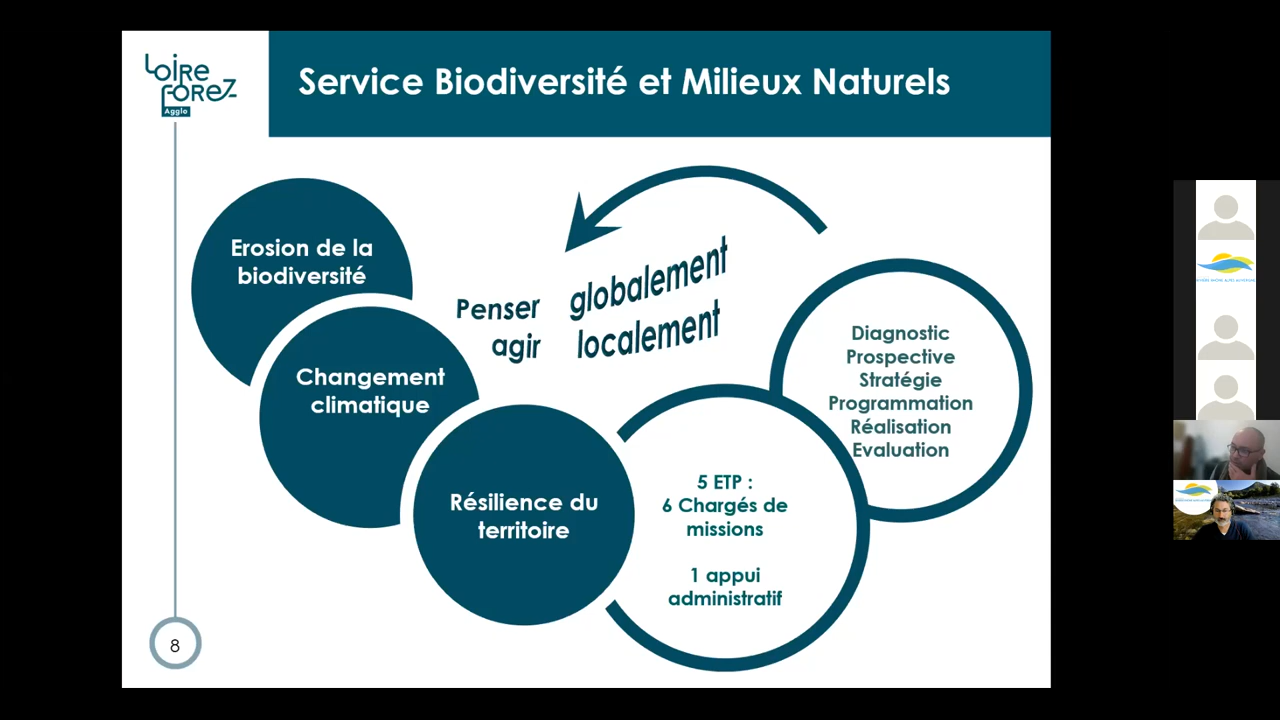 Loire
Forez
Agglo
Service Biodiversité et Milieux Naturels
Erosion de la
biodiversité
Changement
climatique
Résilience du
territoire
Penser globalement
agir localement
5 ETP :
6 Chargés de
missions
1 appui
administratif
Diagnostic
Prospective
Stratégie
Programmation
Réalisation
Evaluation
8